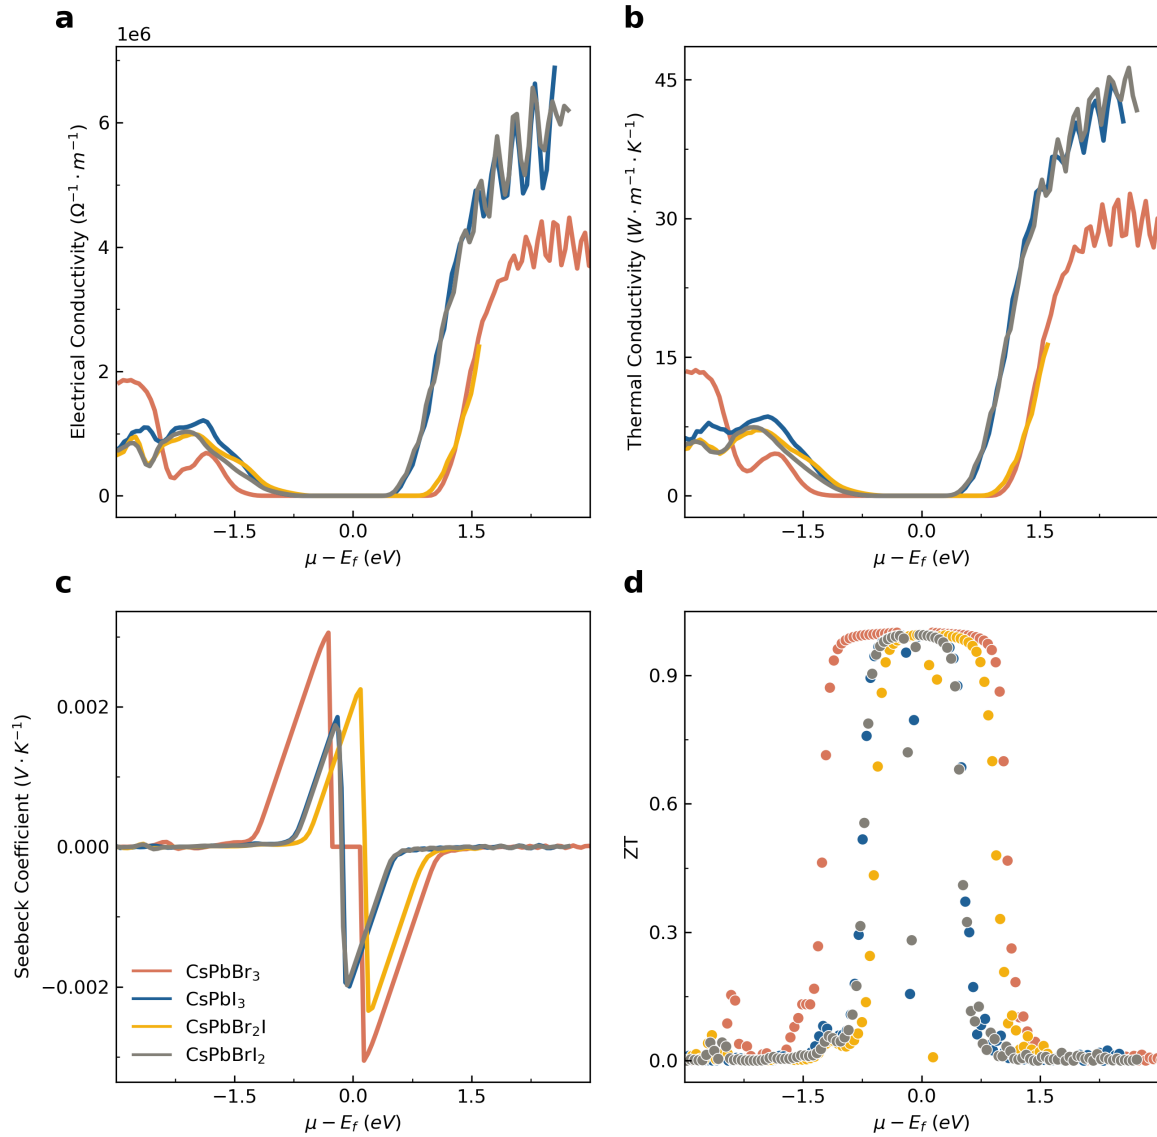 a
1e6
Electrical Conductivity (Ω⁻¹ · m⁻¹)
6
4
2
0
−1.5
0.0
1.5
μ − E_f (eV)
b
Thermal Conductivity (W · m⁻¹ · K⁻¹)
45
30
15
0
−1.5
0.0
1.5
μ − E_f (eV)
c
Seebeck Coefficient (V · K⁻¹)
0.002
0.000
−0.002
CsPbBr₃
CsPbI₃
CsPbBr₂I
CsPbBrI₂
−1.5
0.0
1.5
μ − E_f (eV)
d
ZT
0.9
0.6
0.3
0.0
−1.5
0.0
1.5
μ − E_f (eV)